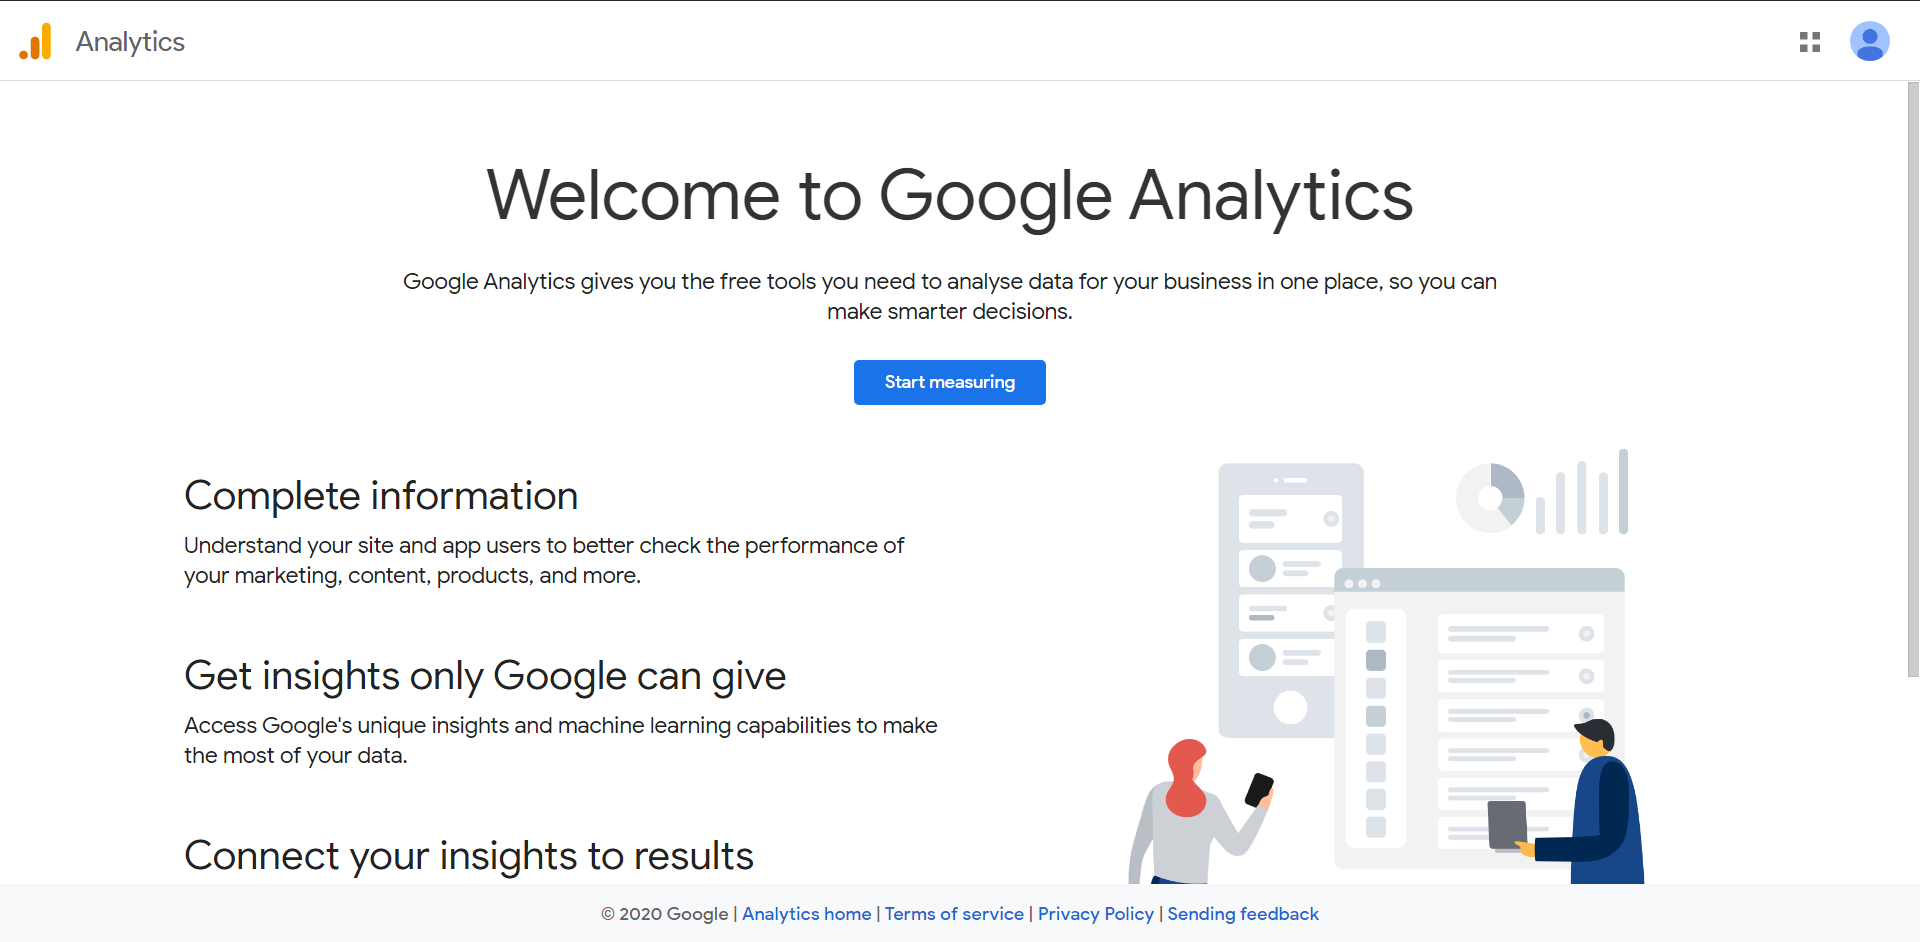 Analytics
Welcome to Google Analytics
Google Analytics gives you the free tools you need to analyse data for your business in one place, so you can
make smarter decisions.
Start measuring
Complete information
Understand your site and app users to better check the performance of
your marketing, content, products, and more.
Get insights only Google can give
Access Google's unique insights and machine learning capabilities to make
the most of your data.
Connect your insights to results
© 2020 Google | Analytics home | Terms of service | Privacy Policy | Sending feedback